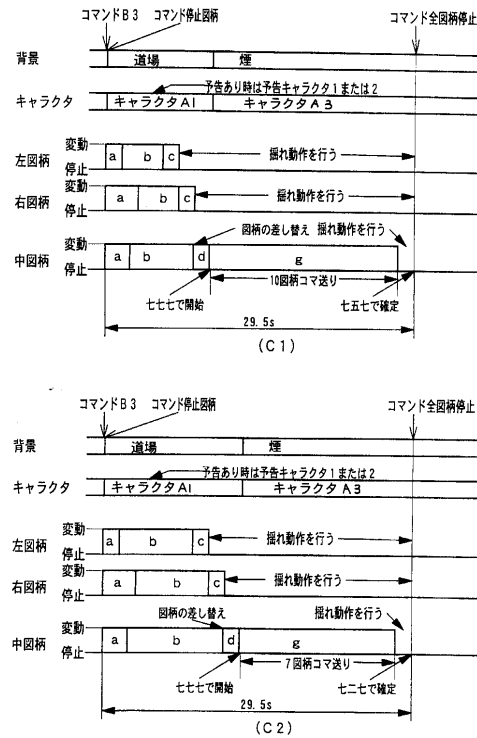 コマンドB3 コマンド停止図柄 コマンド全図柄停止
背景 道場 煙
予告あり時は予告キャラクタ1または2
キャラクタ キャラクタA1 キャラクタA3
左図柄 変動 停止 a b c 揺れ動作を行う
右図柄 変動 停止 a b c 揺れ動作を行う
図柄の差し替え 揺れ動作を行う
中図柄 変動 停止 a b d g
七七七で開始 10図柄コマ送り 七五七で確定
29.5s
(C1)
コマンドB3 コマンド停止図柄 コマンド全図柄停止
背景 道場 煙
予告あり時は予告キャラクタ1または2
キャラクタ キャラクタA1 キャラクタA3
左図柄 変動 停止 a b c 揺れ動作を行う
右図柄 変動 停止 a b c 揺れ動作を行う
図柄の差し替え 揺れ動作を行う
中図柄 変動 停止 a b d g
七七七で開始 7図柄コマ送り 七二七で確定
29.5s
(C2)